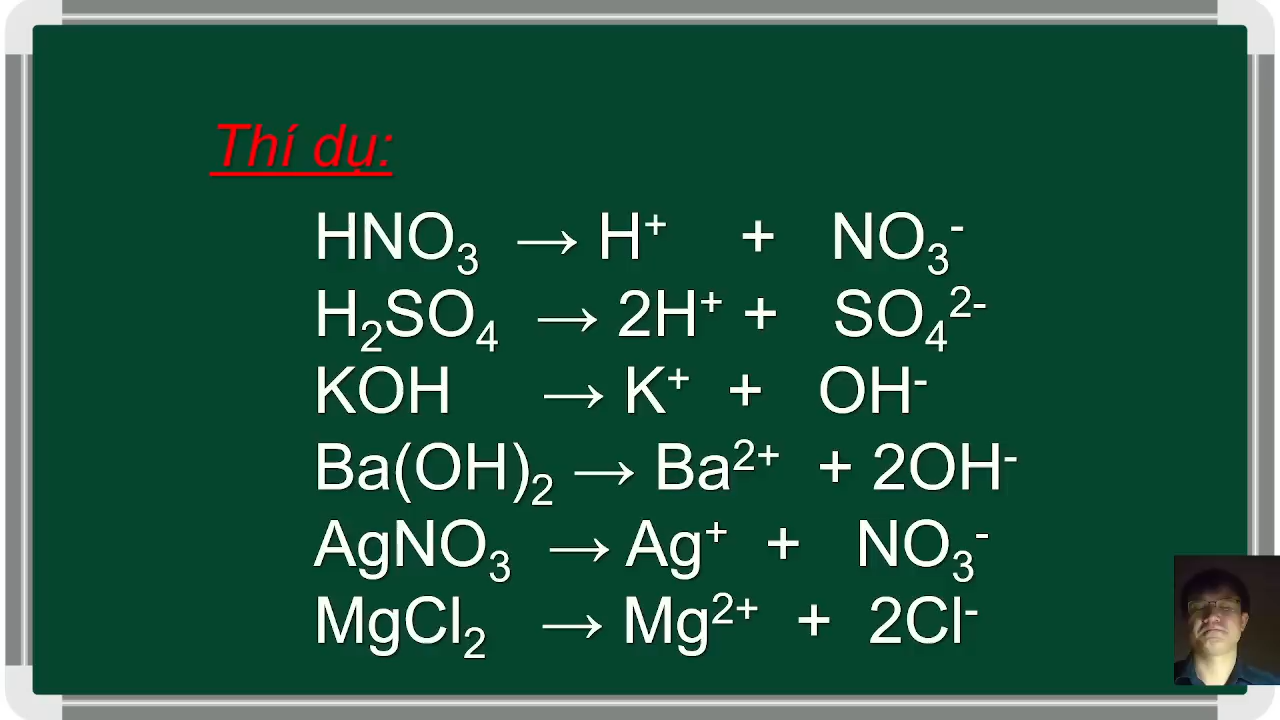 Thí dụ:
HNO₃ → H⁺ + NO₃⁻
H₂SO₄ → 2H⁺ + SO₄²⁻
KOH → K⁺ + OH⁻
Ba(OH)₂ → Ba²⁺ + 2OH⁻
AgNO₃ → Ag⁺ + NO₃⁻
MgCl₂ → Mg²⁺ + 2Cl⁻